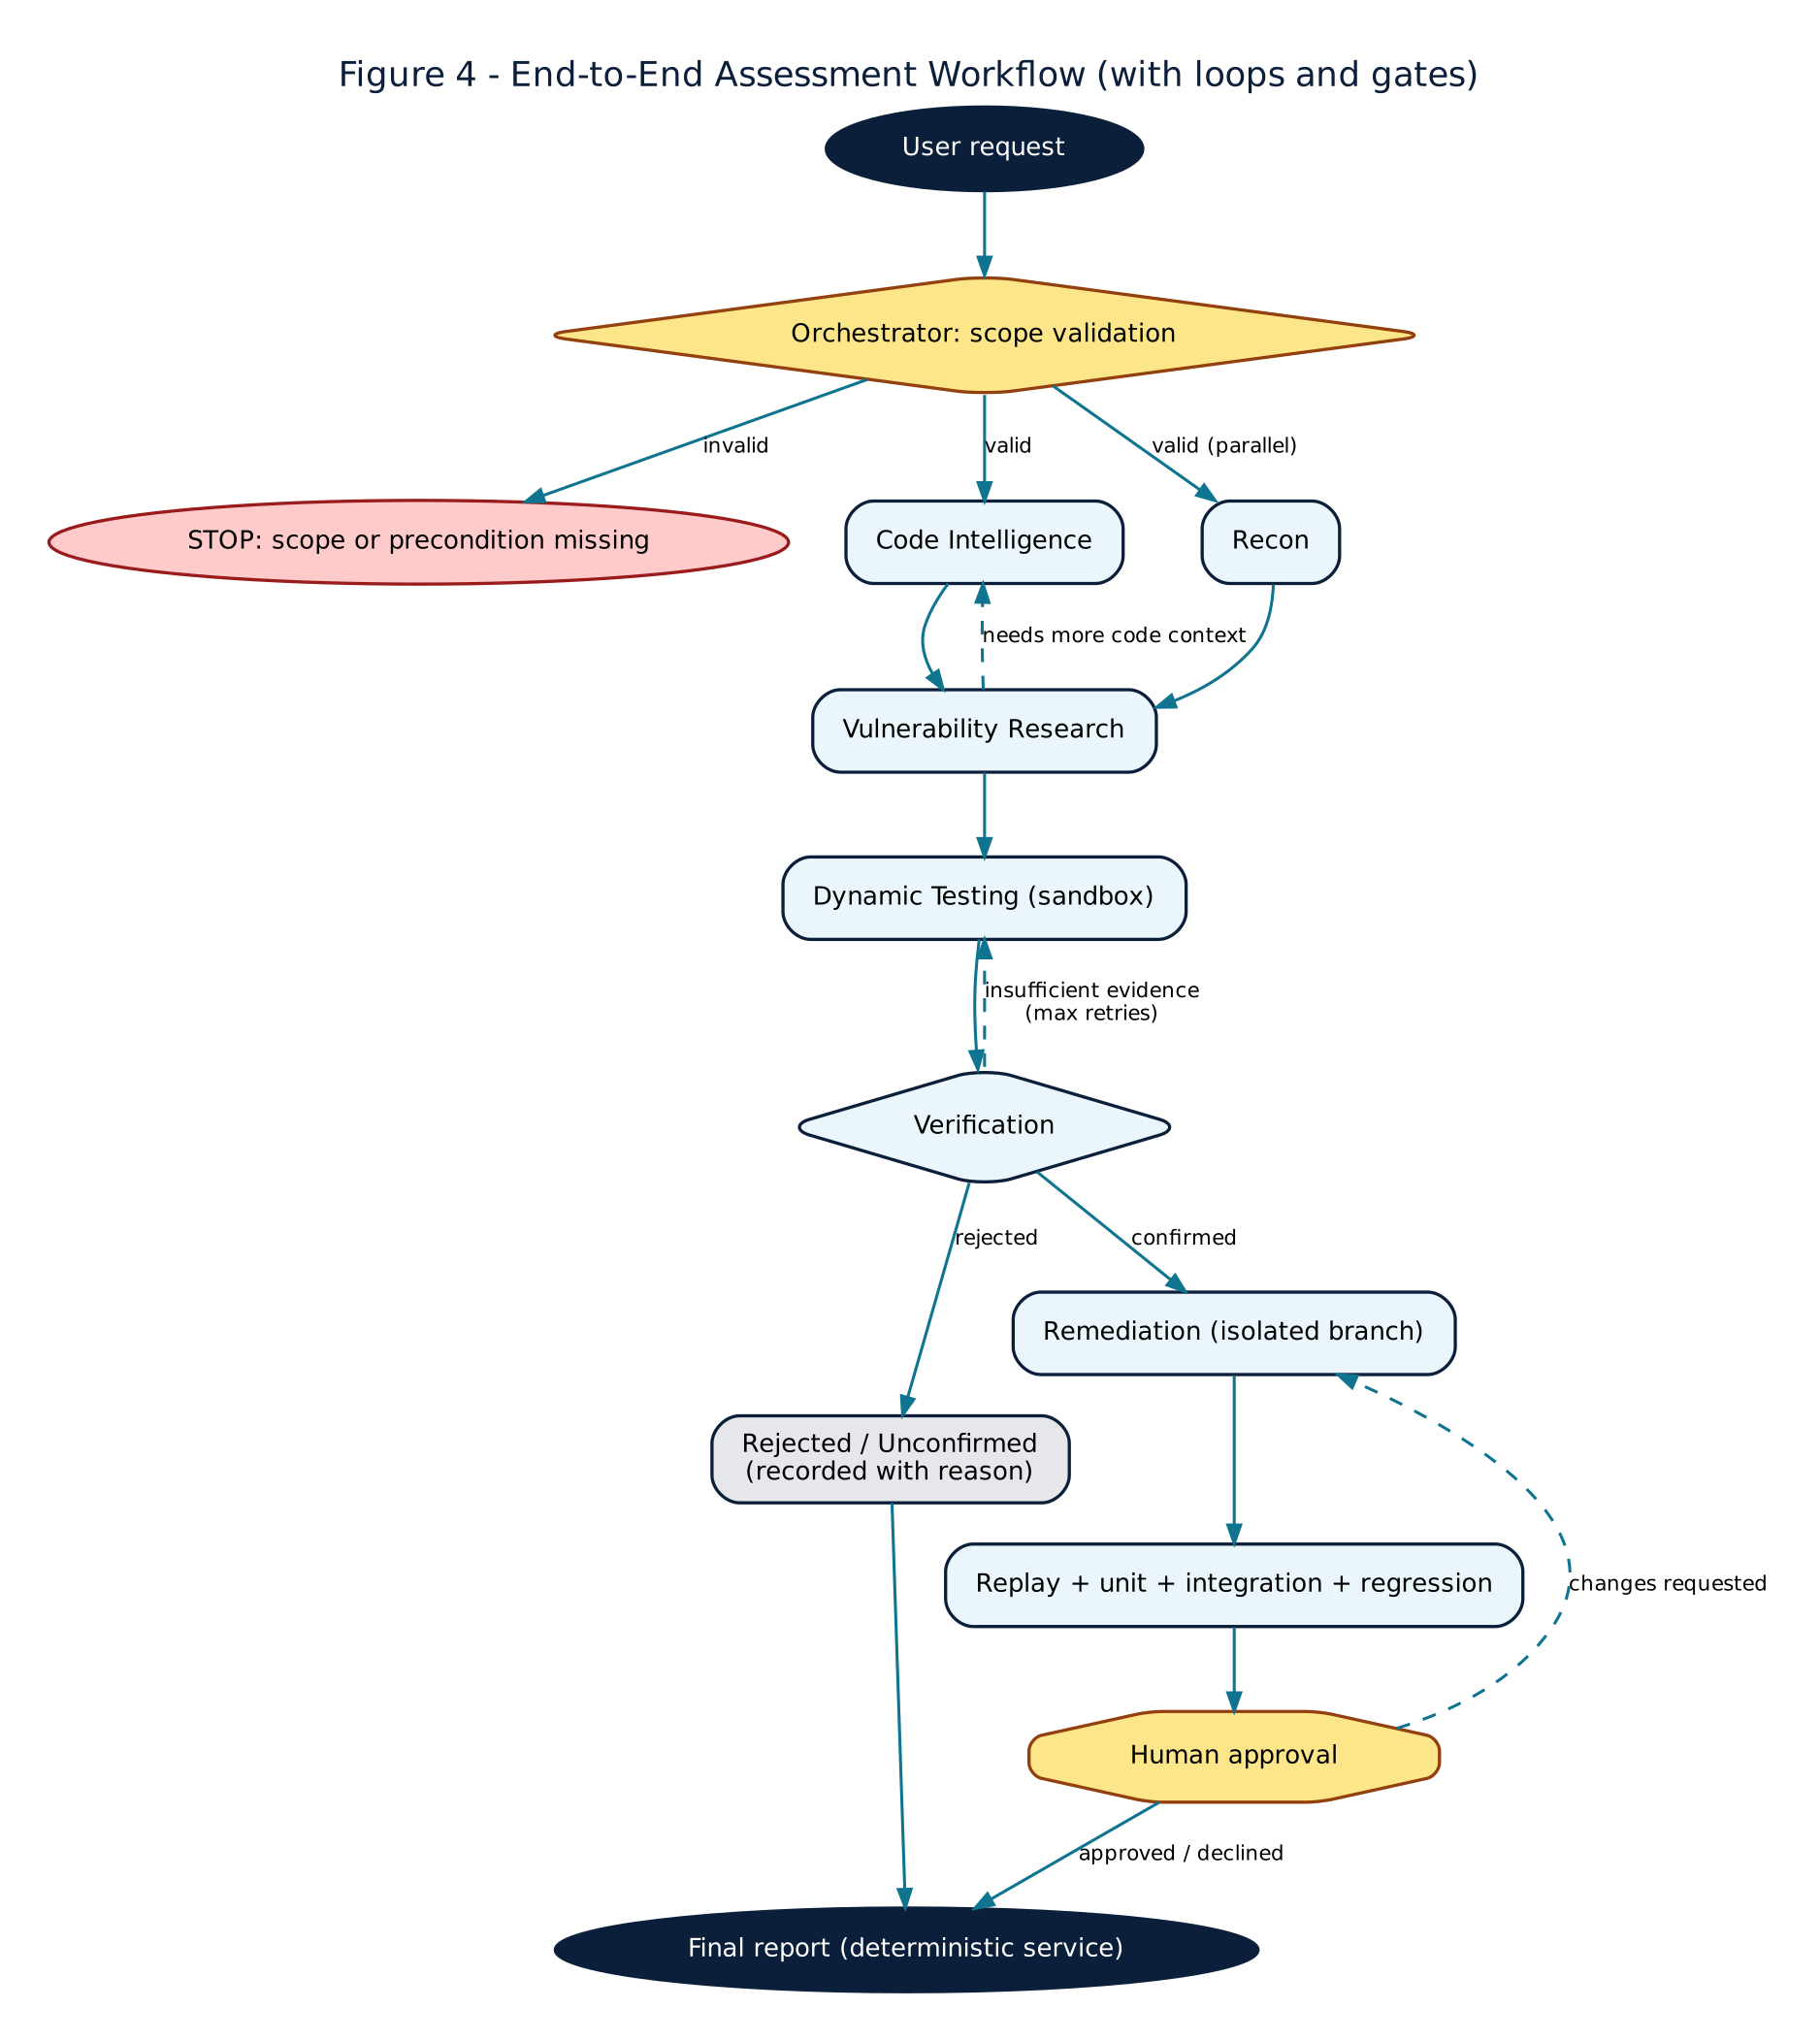 Figure 4 - End-to-End Assessment Workflow (with loops and gates)
User request
Orchestrator: scope validation
invalid
valid
valid (parallel)
STOP: scope or precondition missing
Code Intelligence
Recon
needs more code context
Vulnerability Research
Dynamic Testing (sandbox)
insufficient evidence
(max retries)
Verification
rejected
confirmed
Remediation (isolated branch)
Rejected / Unconfirmed
(recorded with reason)
Replay + unit + integration + regression
changes requested
Human approval
approved / declined
Final report (deterministic service)